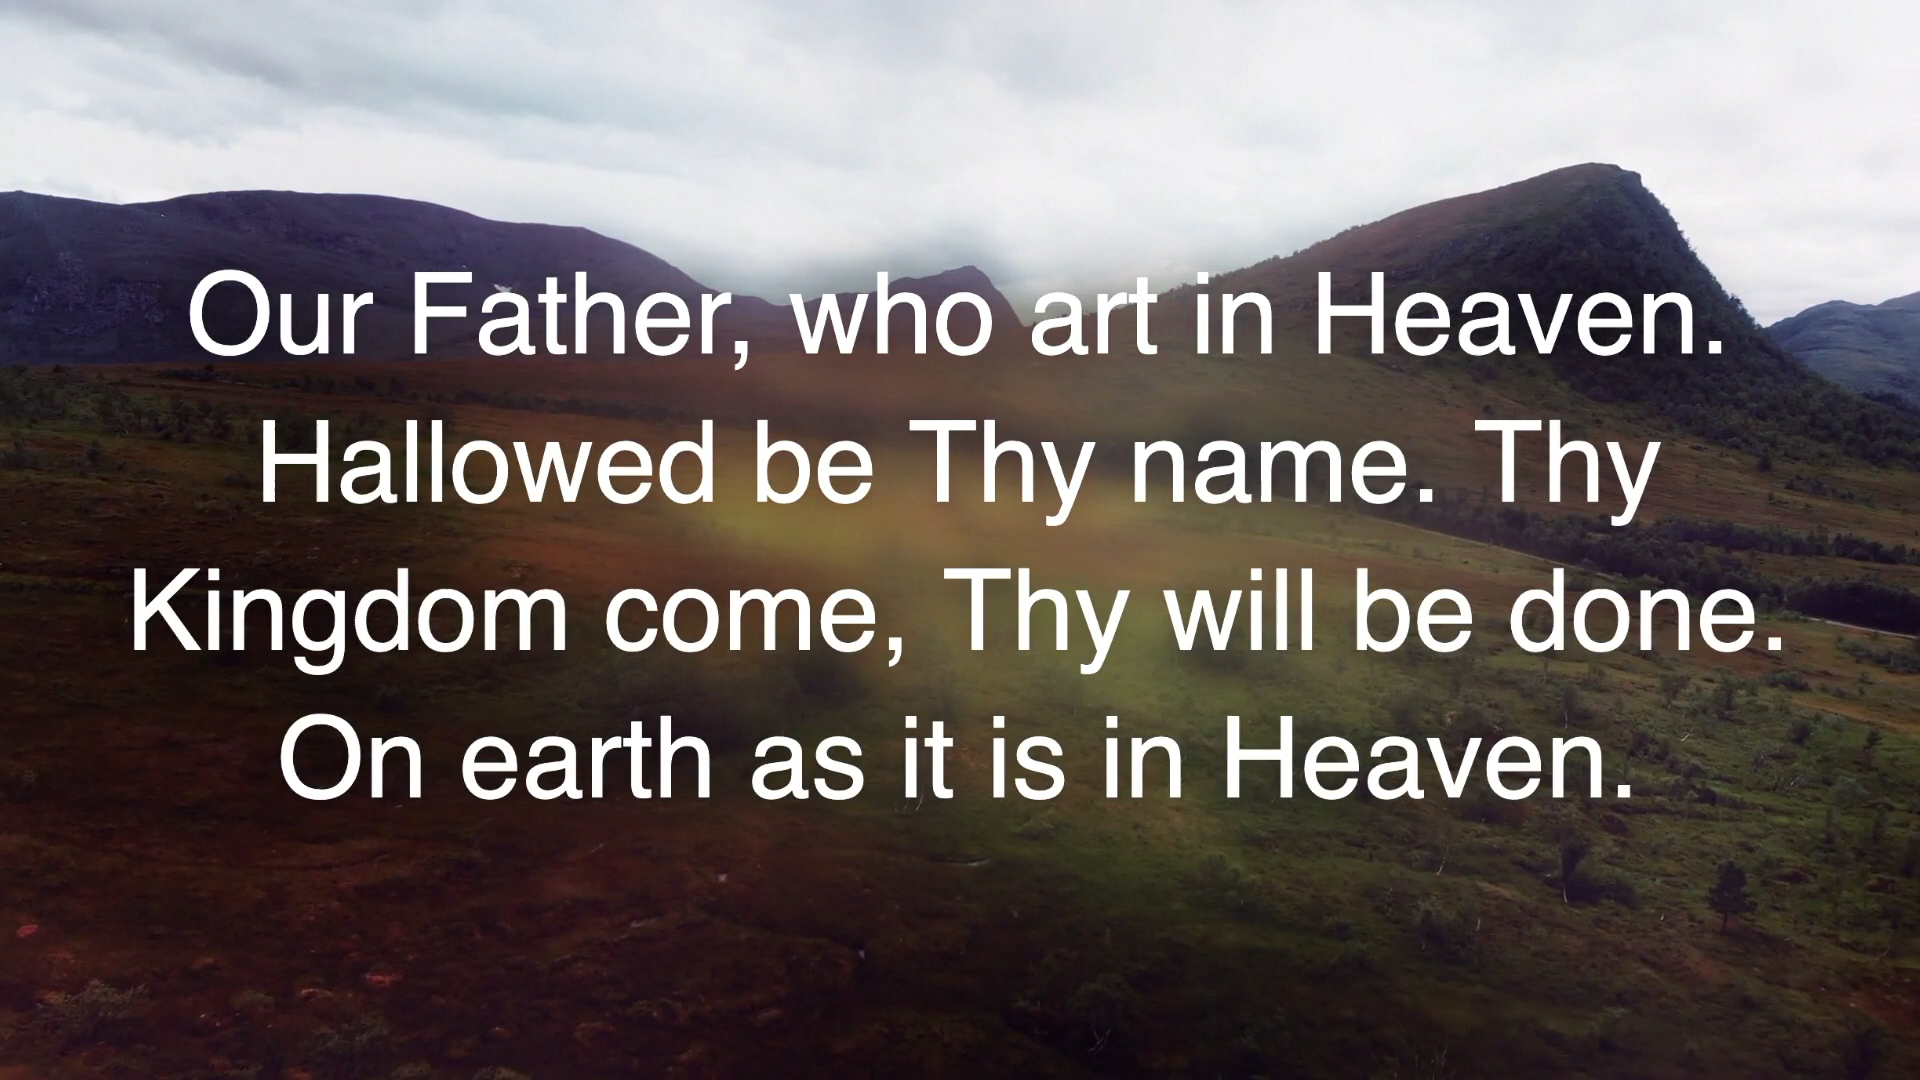 Our Father, who art in Heaven.
Hallowed be Thy name. Thy
Kingdom come, Thy will be done.
On earth as it is in Heaven.